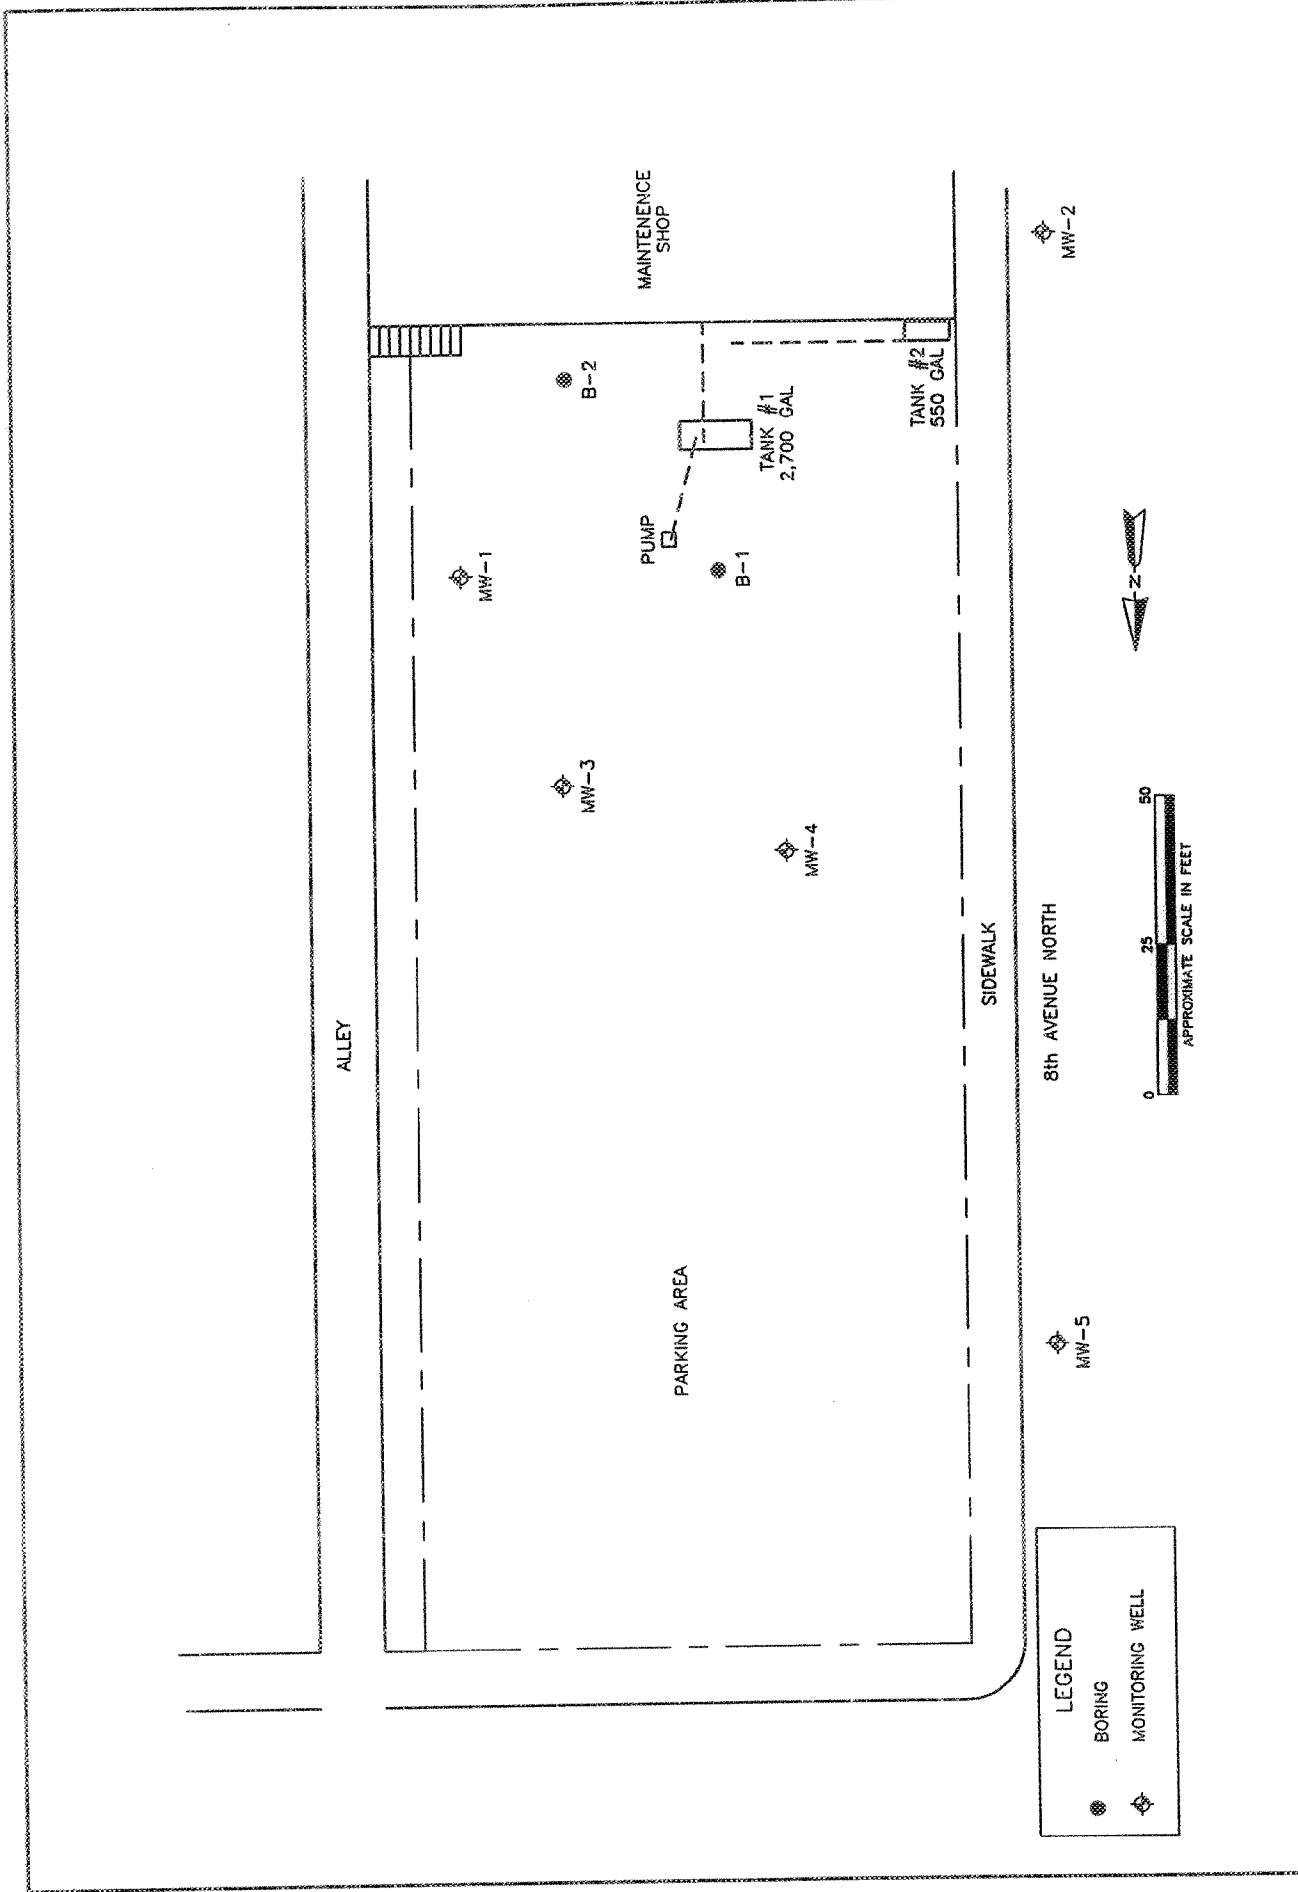 ALLEY
MAINTENENCE
SHOP
MW-1
B-2
PUMP
TANK #1
2,700 GAL
B-1
TANK #2
550 GAL
MW-2
MW-3
MW-4
PARKING AREA
SIDEWALK
8th AVENUE NORTH
MW-5
N
0 25 50
APPROXIMATE SCALE IN FEET
LEGEND
BORING
MONITORING WELL